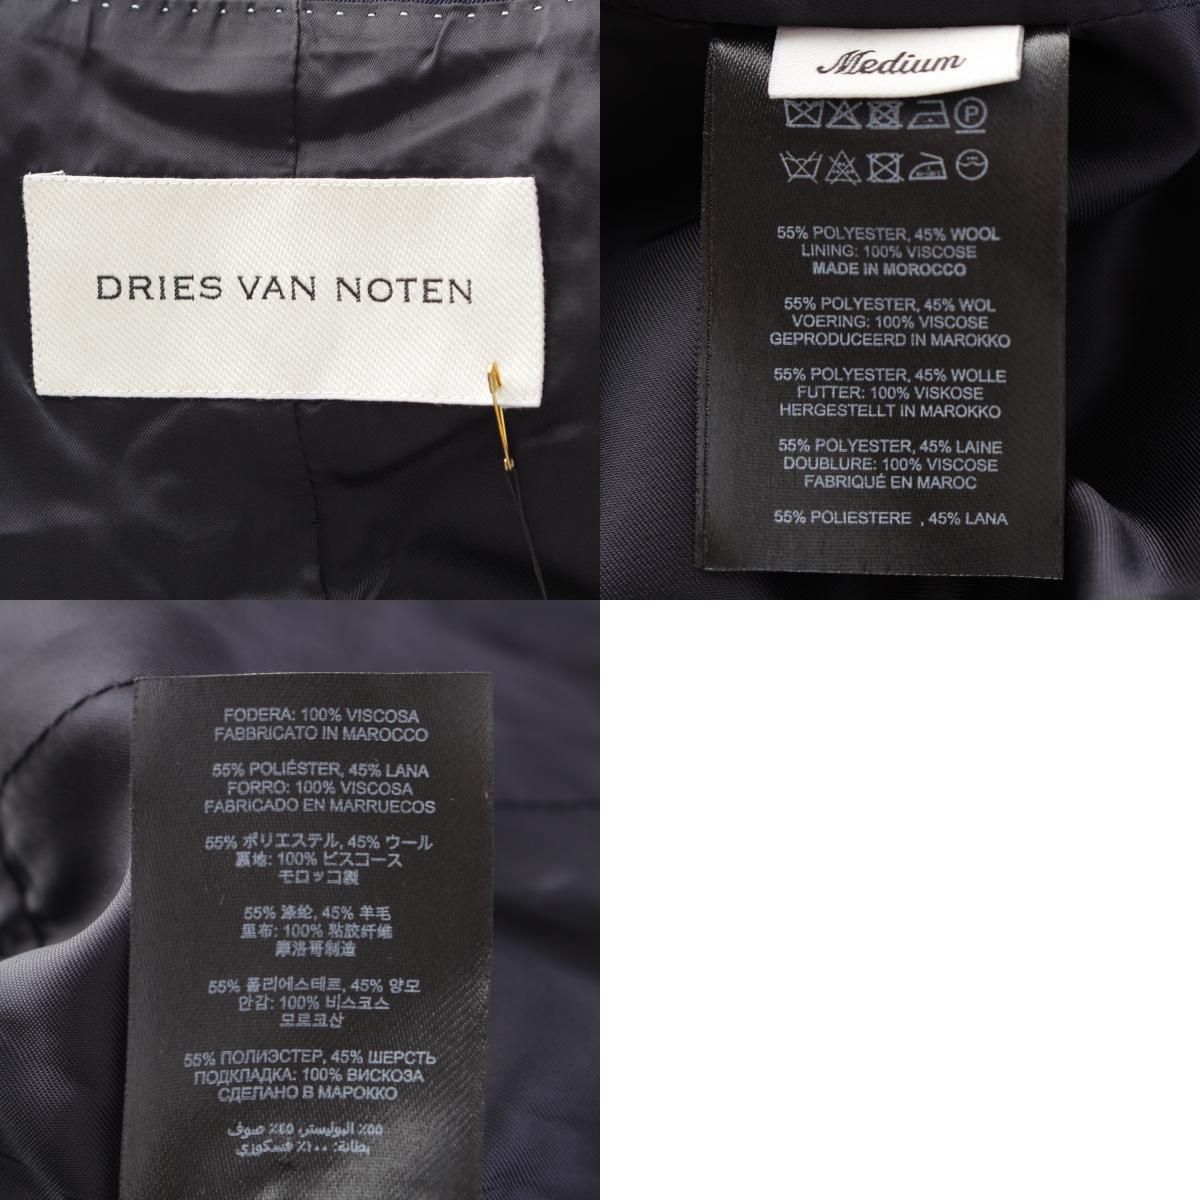 DRIES VAN NOTEN
Medium
P
55% POLYESTER, 45% WOOL
LINING: 100% VISCOSE
MADE IN MOROCCO
55% POLYESTER, 45% WOL
VOERING: 100% VISCOSE
GEPRODUCEERD IN MAROKKO
55% POLYESTER, 45% WOLLE
FUTTER: 100% VISKOSE
HERGESTELLT IN MAROKKO
55% POLYESTER, 45% LAINE
DOUBLURE: 100% VISCOSE
FABRIQUÉ EN MAROC
55% POLIESTERE , 45% LANA
FODERA: 100% VISCOSA
FABBRICATO IN MAROCCO
55% POLIÉSTER, 45% LANA
FORRO: 100% VISCOSA
FABRICADO EN MARRUECOS
55% ポリエステル, 45% ウール
裏地: 100% ビスコース
モロッコ製
55% 涤纶, 45% 羊毛
里布: 100% 粘胶纤维
摩洛哥制造
55% 폴리에스테르, 45% 양모
안감: 100% 비스코스
모로코산
55% ПОЛИЭСТЕР, 45% ШЕРСТЬ
ПОДКЛАДКА: 100% ВИСКОЗА
СДЕЛАНО В МАРОККО
٥٥٪ البوليستر, ٤٥٪ صوف
بطانة: ١٠٠٪ فسكوزي